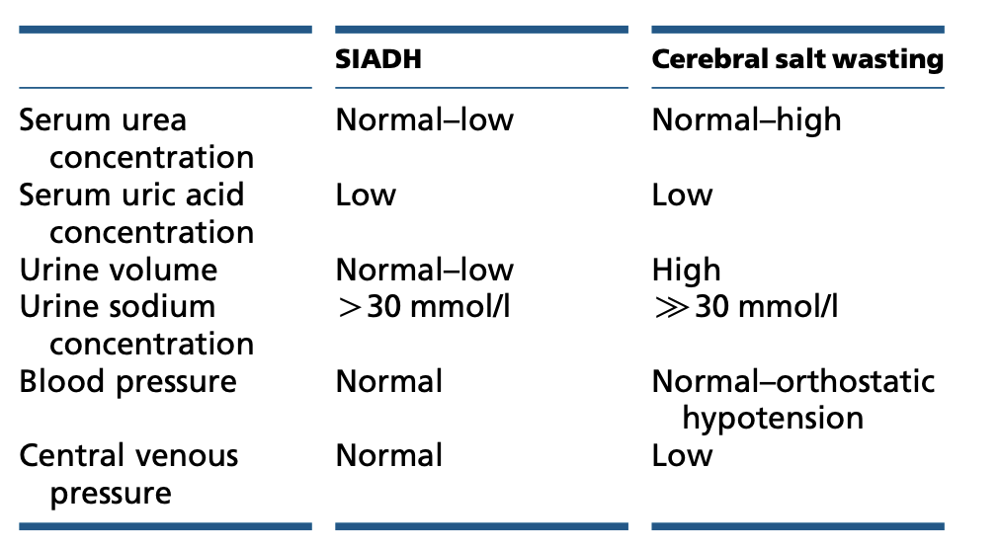 SIADH Cerebral salt wasting
Serum urea Normal–low Normal–high
concentration
Serum uric acid Low Low
concentration
Urine volume Normal–low High
Urine sodium >30 mmol/l ≫30 mmol/l
concentration
Blood pressure Normal Normal–orthostatic
hypotension
Central venous Normal Low
pressure